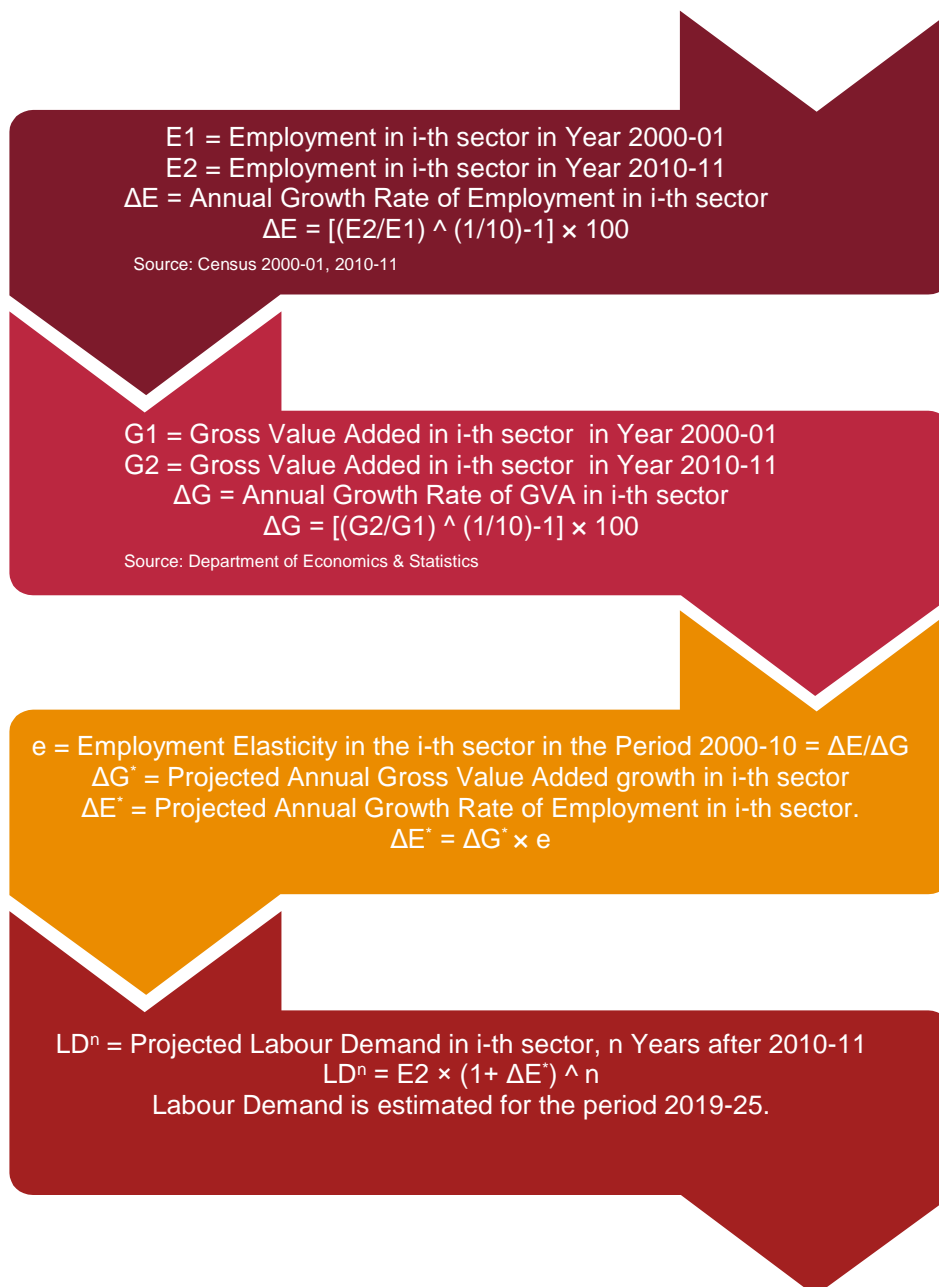 E1 = Employment in i-th sector in Year 2000-01
E2 = Employment in i-th sector in Year 2010-11
ΔE = Annual Growth Rate of Employment in i-th sector
ΔE = [(E2/E1) ^ (1/10)-1] × 100
Source: Census 2000-01, 2010-11
G1 = Gross Value Added in i-th sector in Year 2000-01
G2 = Gross Value Added in i-th sector in Year 2010-11
ΔG = Annual Growth Rate of GVA in i-th sector
ΔG = [(G2/G1) ^ (1/10)-1] × 100
Source: Department of Economics & Statistics
e = Employment Elasticity in the i-th sector in the Period 2000-10 = ΔE/ΔG
ΔG* = Projected Annual Gross Value Added growth in i-th sector
ΔE* = Projected Annual Growth Rate of Employment in i-th sector.
ΔE* = ΔG* × e
LDⁿ = Projected Labour Demand in i-th sector, n Years after 2010-11
LDⁿ = E2 × (1+ ΔE*) ^ n
Labour Demand is estimated for the period 2019-25.